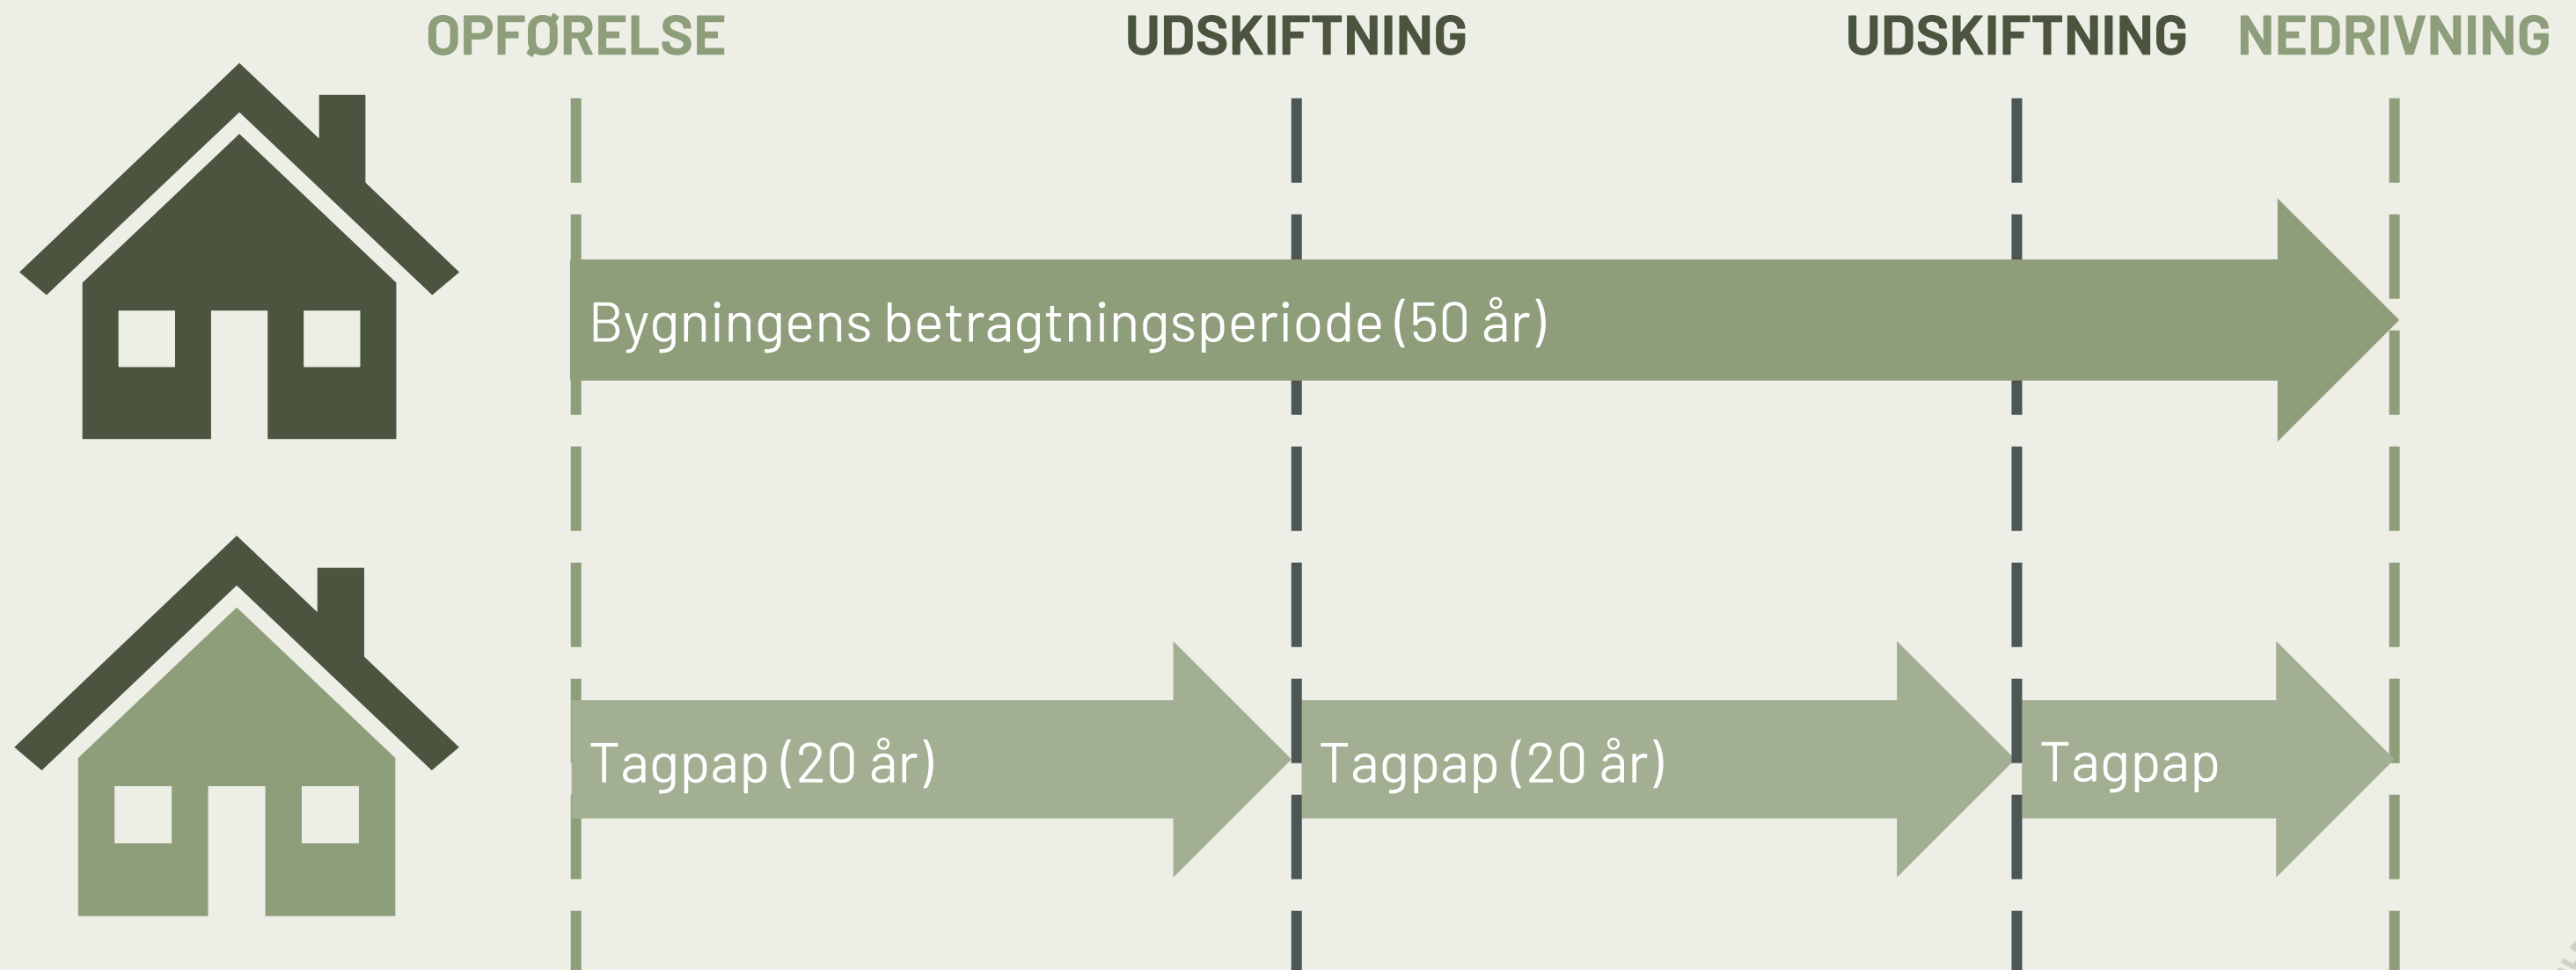 OPFØRELSE UDSKIFTNING UDSKIFTNING NEDRIVNING
Bygningens betragtningsperiode (50 år)
Tagpap (20 år) Tagpap (20 år) Tagpap